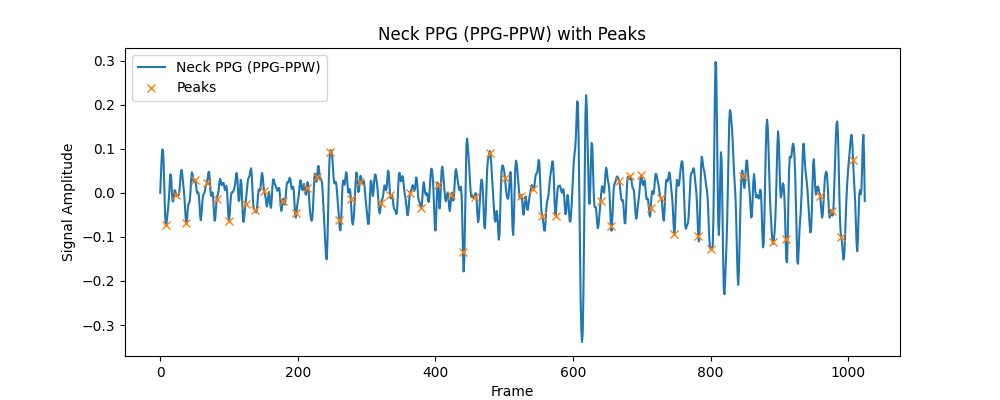 Neck PPG (PPG-PPW) with Peaks
Neck PPG (PPG-PPW)
Peaks
Signal Amplitude
0.3
0.2
0.1
0.0
−0.1
−0.2
−0.3
0 200 400 600 800 1000
Frame